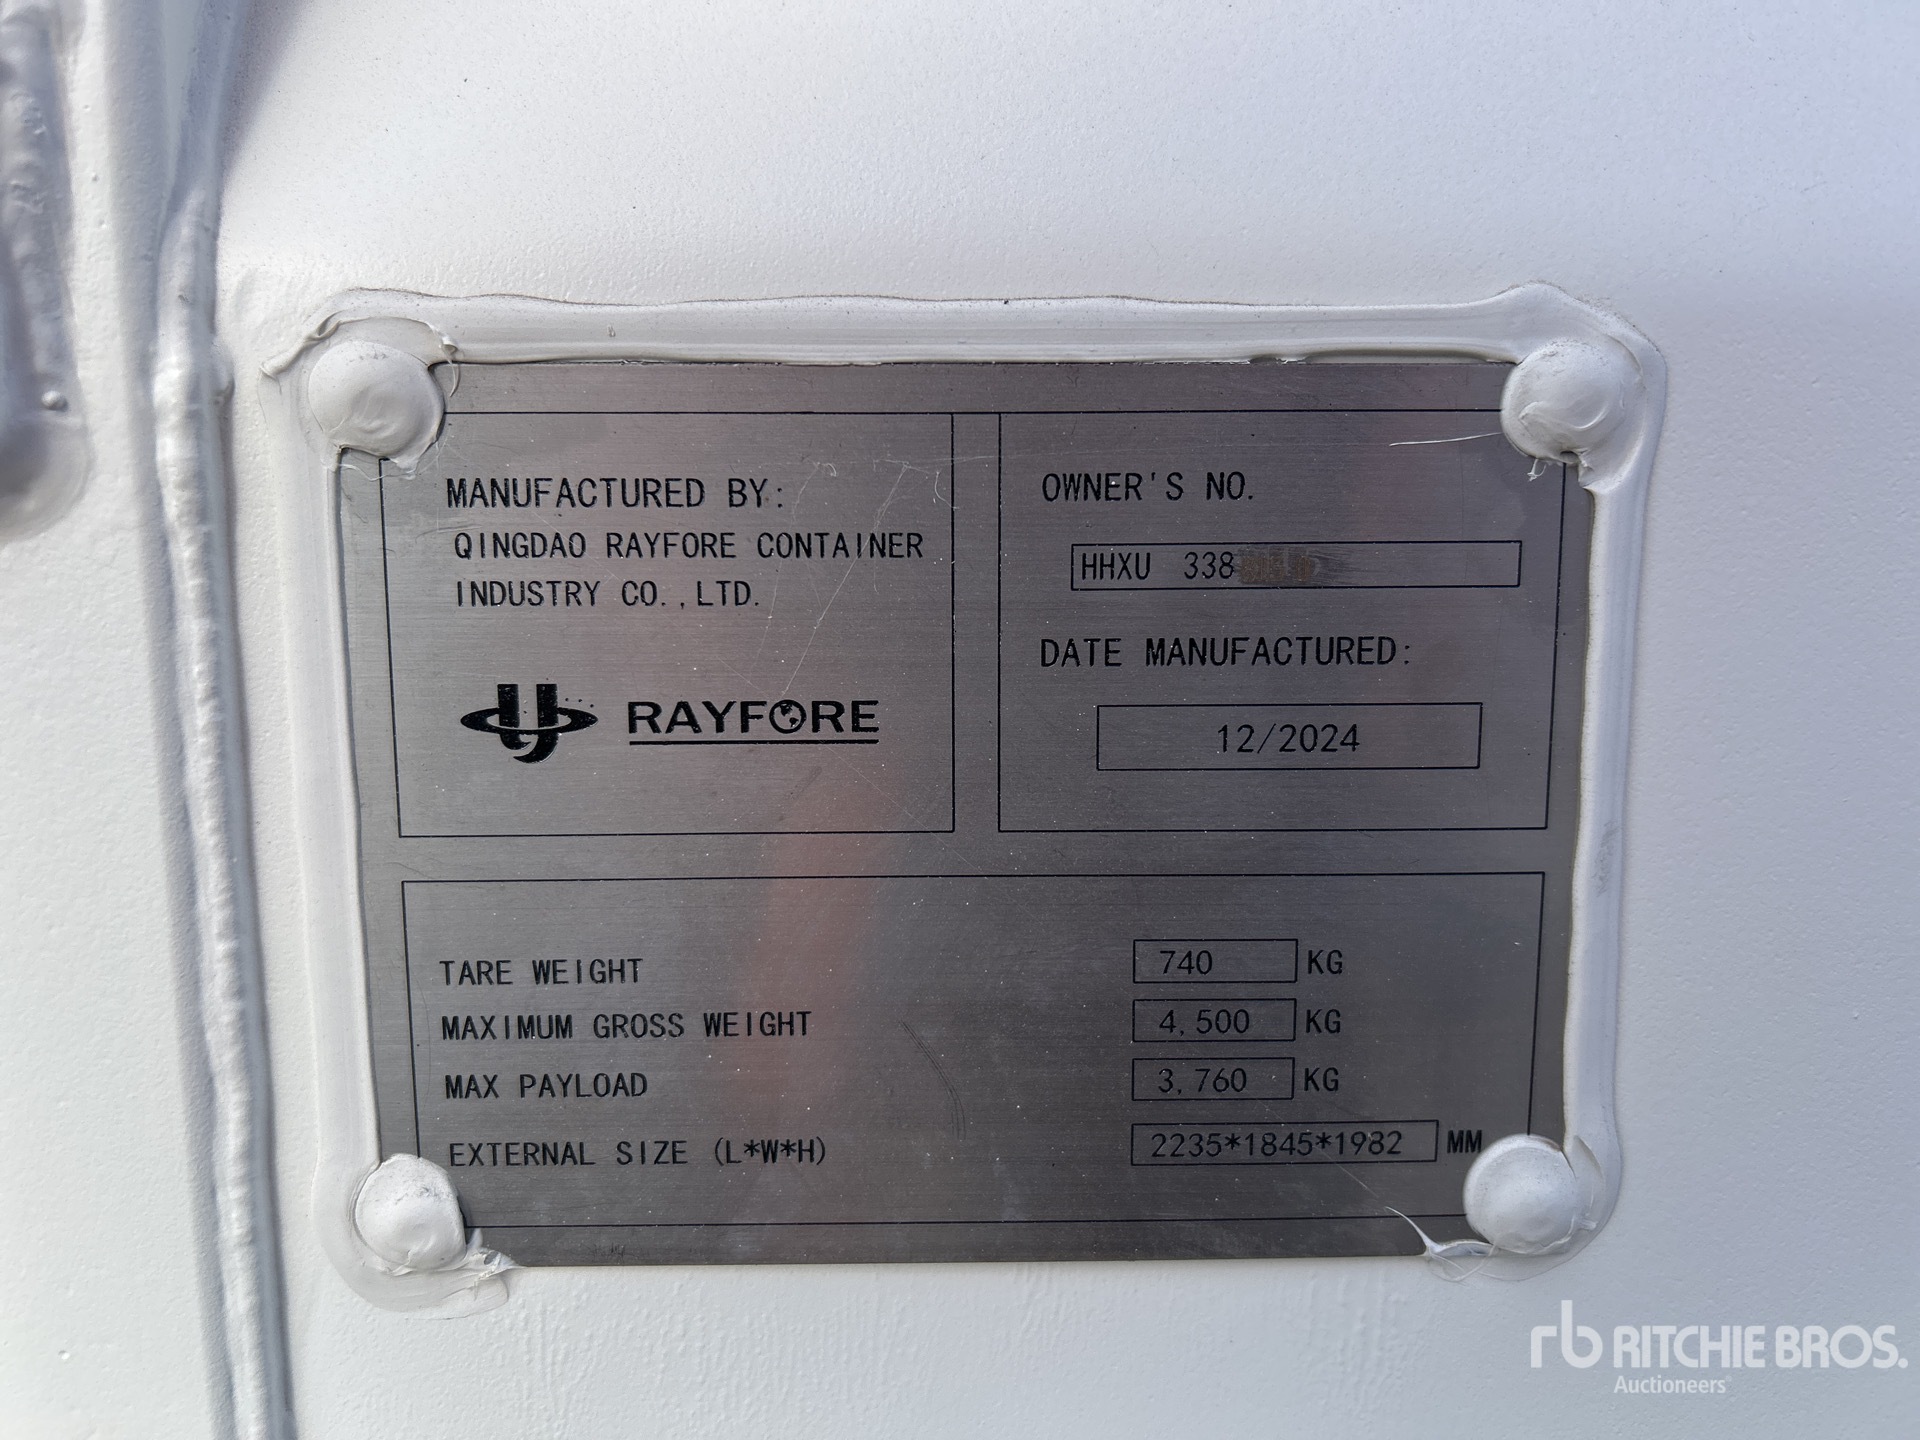 MANUFACTURED BY:
QINGDAO RAYFORE CONTAINER
INDUSTRY CO.,LTD.
RAYFORE
OWNER'S NO.
HHXU 338
DATE MANUFACTURED:
12/2024
TARE WEIGHT 740 KG
MAXIMUM GROSS WEIGHT 4,500 KG
MAX PAYLOAD 3,760 KG
EXTERNAL SIZE (L*W*H) 2235*1845*1982 MM
rb RITCHIE BROS.
Auctioneers